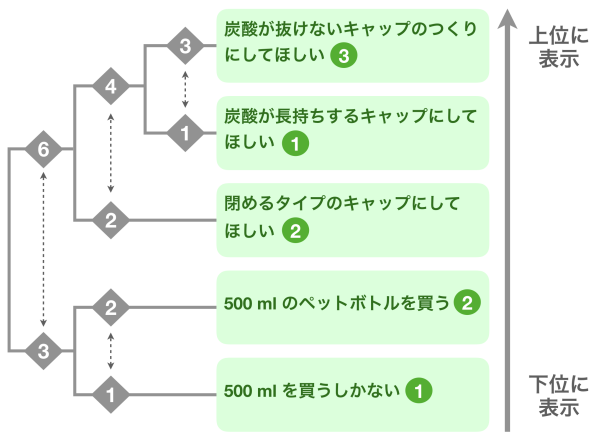 炭酸が抜けないキャップのつくり
にしてほしい 3
炭酸が長持ちするキャップにして
ほしい 1
閉めるタイプのキャップにして
ほしい 2
500 ml のペットボトルを買う 2
500 ml を買うしかない 1
3
4
1
6
2
2
3
1
上位に
表示
下位に
表示